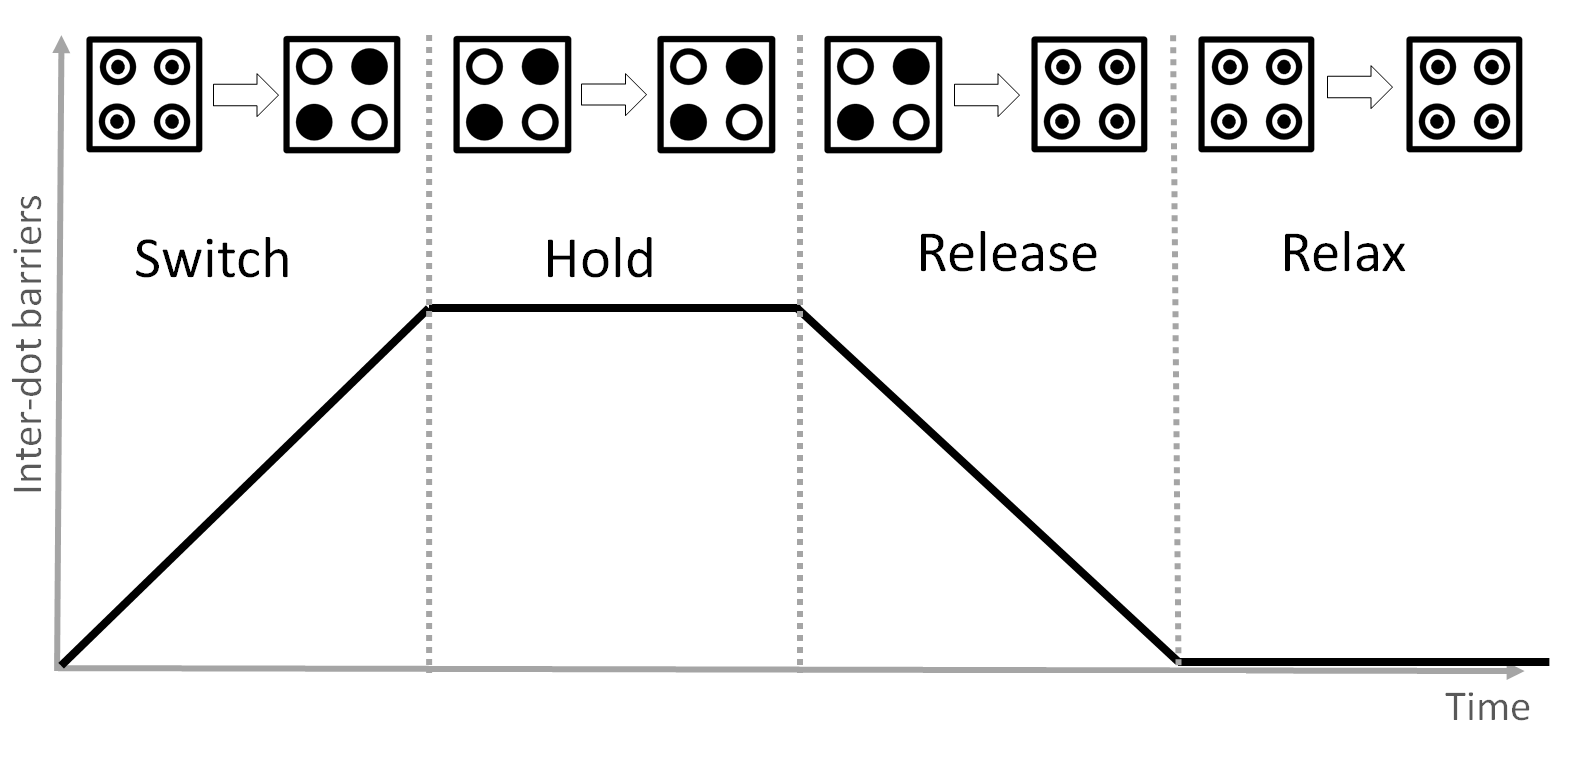 Switch
Hold
Release
Relax
Inter-dot barriers
Time